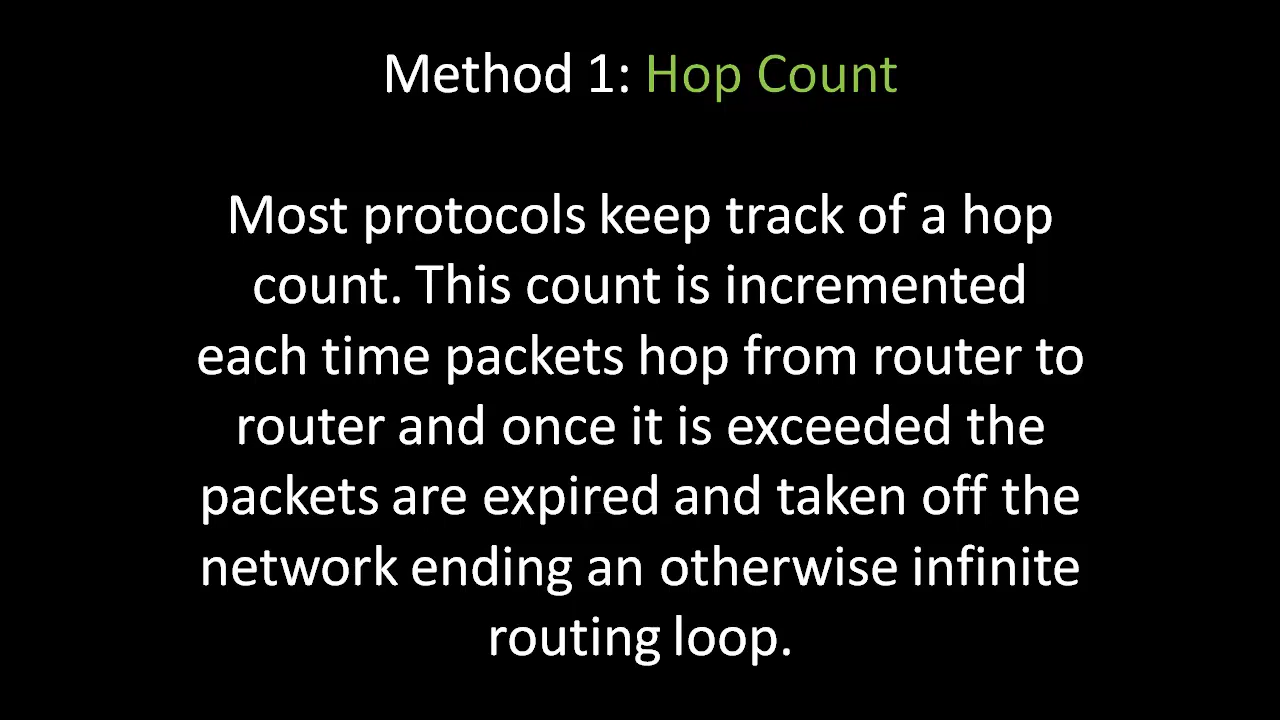 Method 1: Hop Count
Most protocols keep track of a hop
count. This count is incremented
each time packets hop from router to
router and once it is exceeded the
packets are expired and taken off the
network ending an otherwise infinite
routing loop.